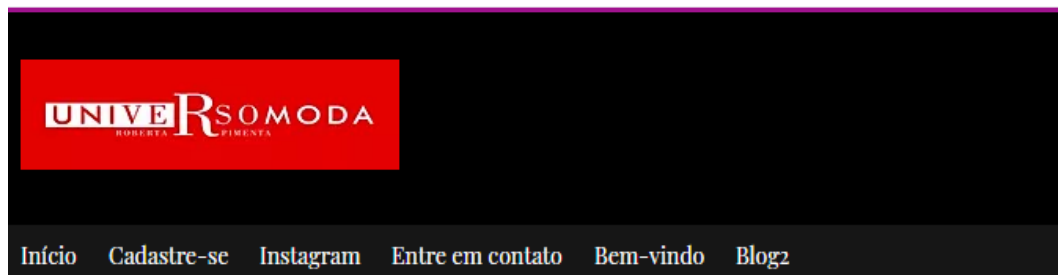 UNIVERSOMODA
ROBERTA PIMENTA
Início Cadastre-se Instagram Entre em contato Bem-vindo Blog2